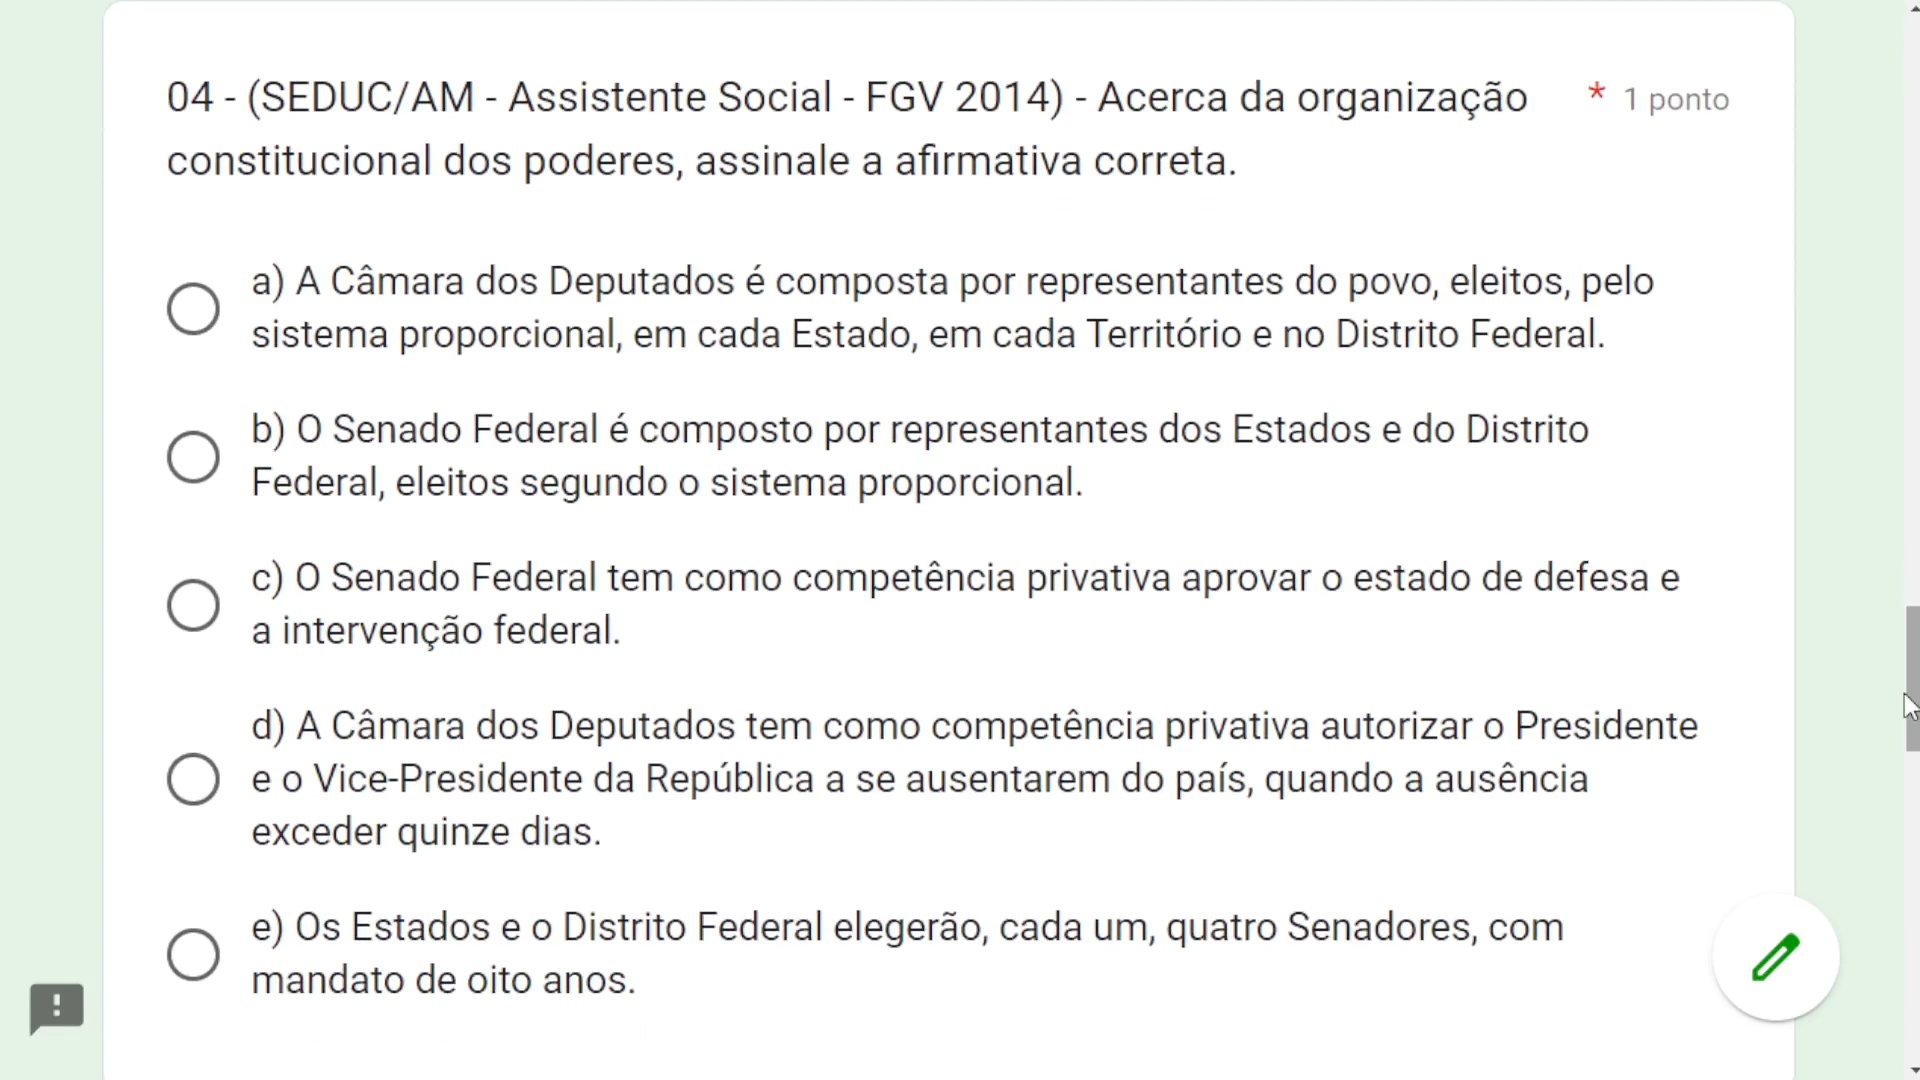 04 - (SEDUC/AM - Assistente Social - FGV 2014) - Acerca da organização * 1 ponto
constitucional dos poderes, assinale a afirmativa correta.
a) A Câmara dos Deputados é composta por representantes do povo, eleitos, pelo
sistema proporcional, em cada Estado, em cada Território e no Distrito Federal.
b) O Senado Federal é composto por representantes dos Estados e do Distrito
Federal, eleitos segundo o sistema proporcional.
c) O Senado Federal tem como competência privativa aprovar o estado de defesa e
a intervenção federal.
d) A Câmara dos Deputados tem como competência privativa autorizar o Presidente
e o Vice-Presidente da República a se ausentarem do país, quando a ausência
exceder quinze dias.
e) Os Estados e o Distrito Federal elegerão, cada um, quatro Senadores, com
mandato de oito anos.